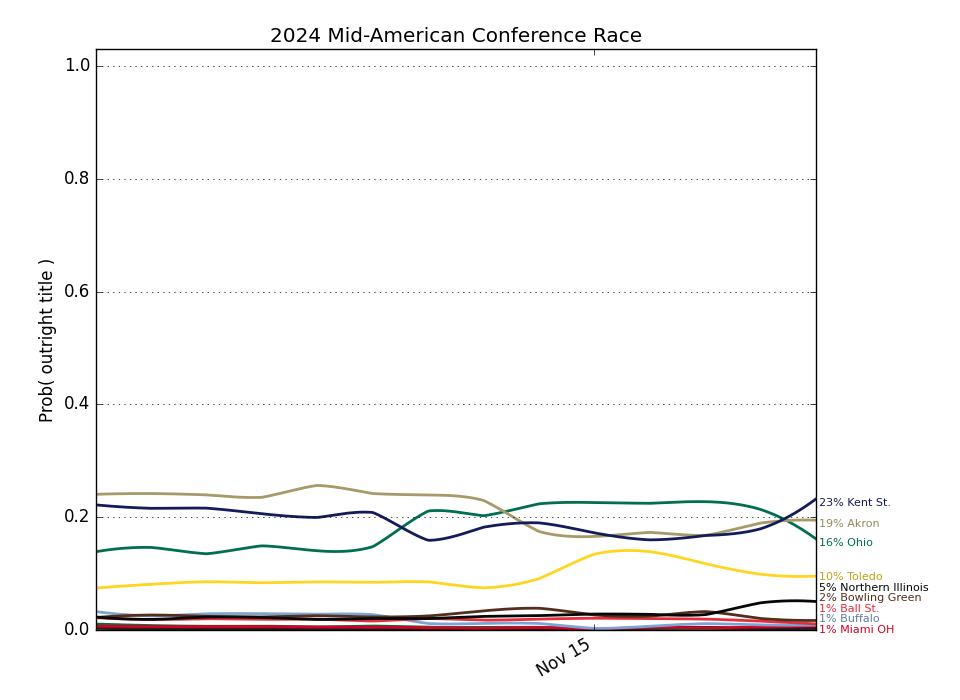 2024 Mid-American Conference Race
Prob( outright title )
1.0
0.8
0.6
0.4
0.2
0.0
Nov 15
23% Kent St.
19% Akron
16% Ohio
10% Toledo
5% Northern Illinois
2% Bowling Green
1% Ball St.
1% Buffalo
1% Miami OH